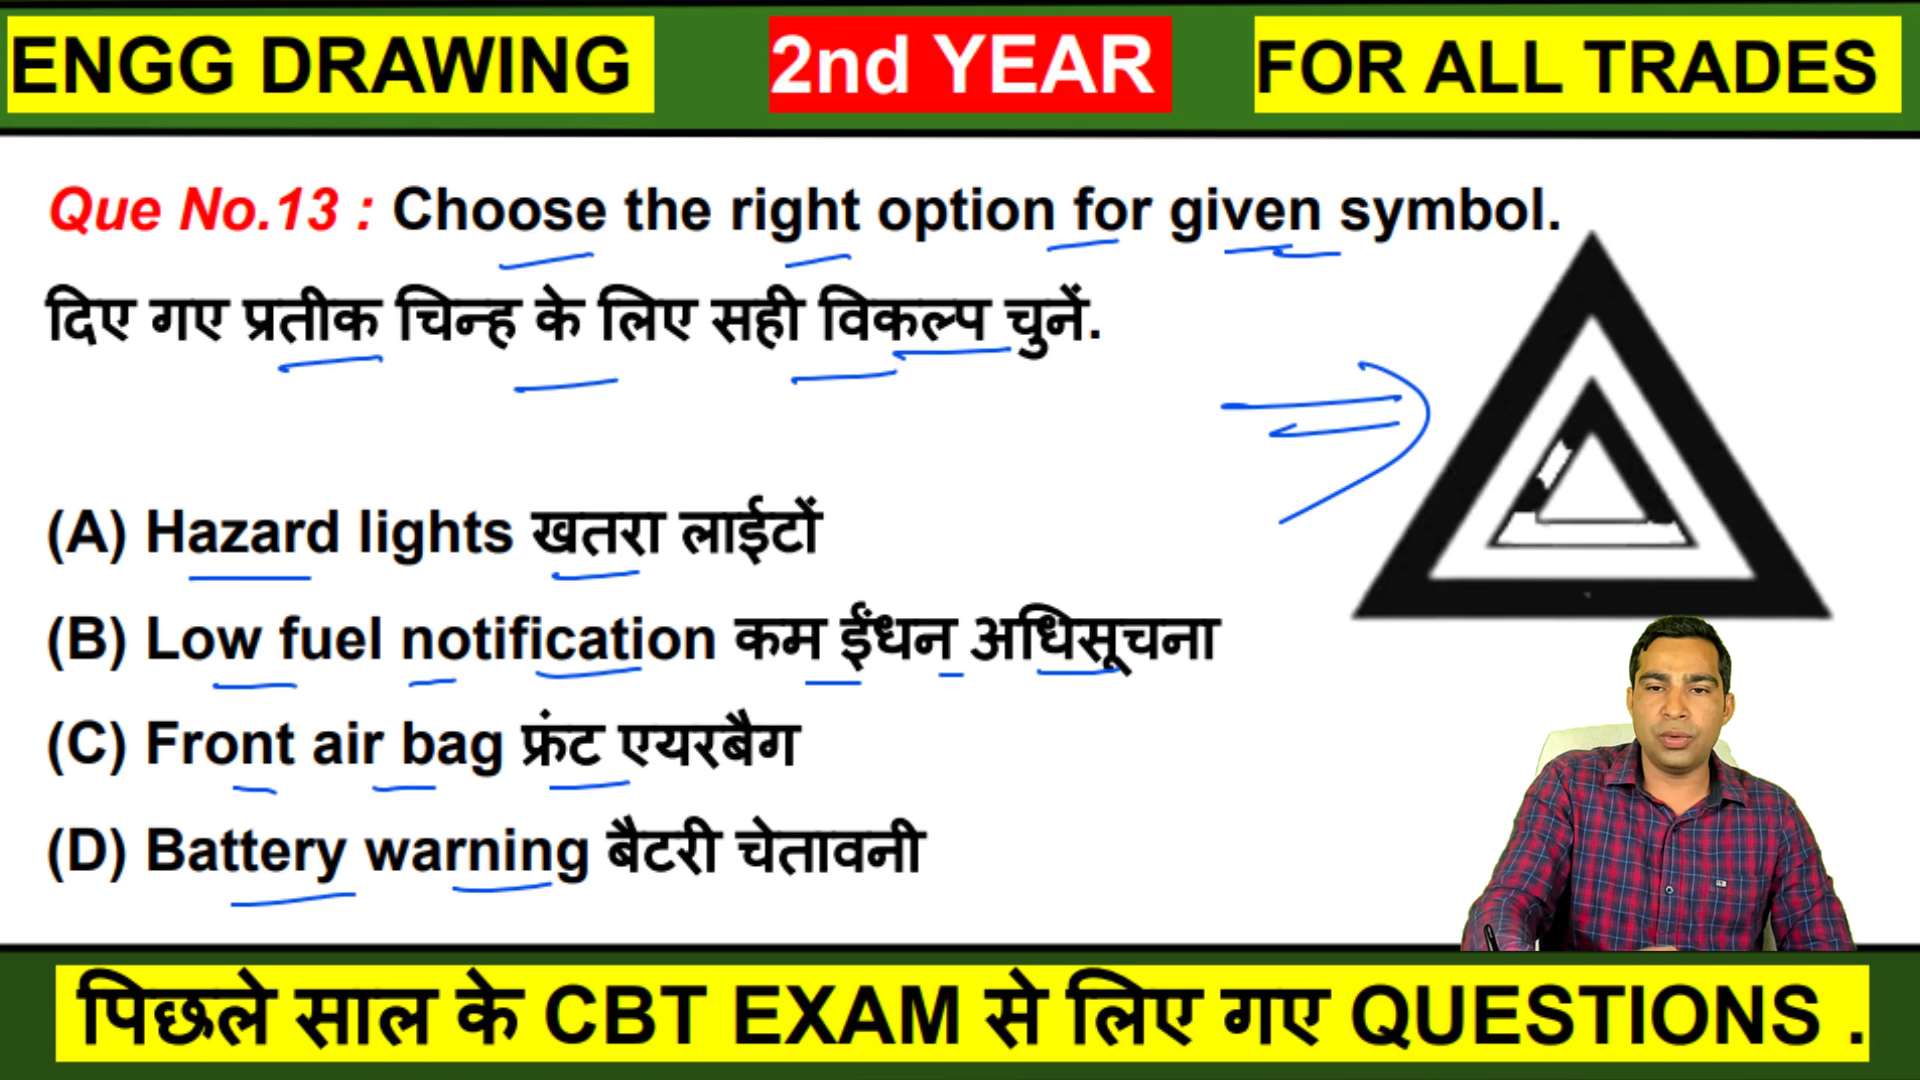 ENGG DRAWING 2nd YEAR FOR ALL TRADES
Que No.13 : Choose the right option for given symbol.
दिए गए प्रतीक चिन्ह के लिए सही विकल्प चुनें.
(A) Hazard lights खतरा लाईटों
(B) Low fuel notification कम ईंधन अधिसूचना
(C) Front air bag फ्रंट एयरबैग
(D) Battery warning बैटरी चेतावनी
पिछले साल के CBT EXAM से लिए गए QUESTIONS .